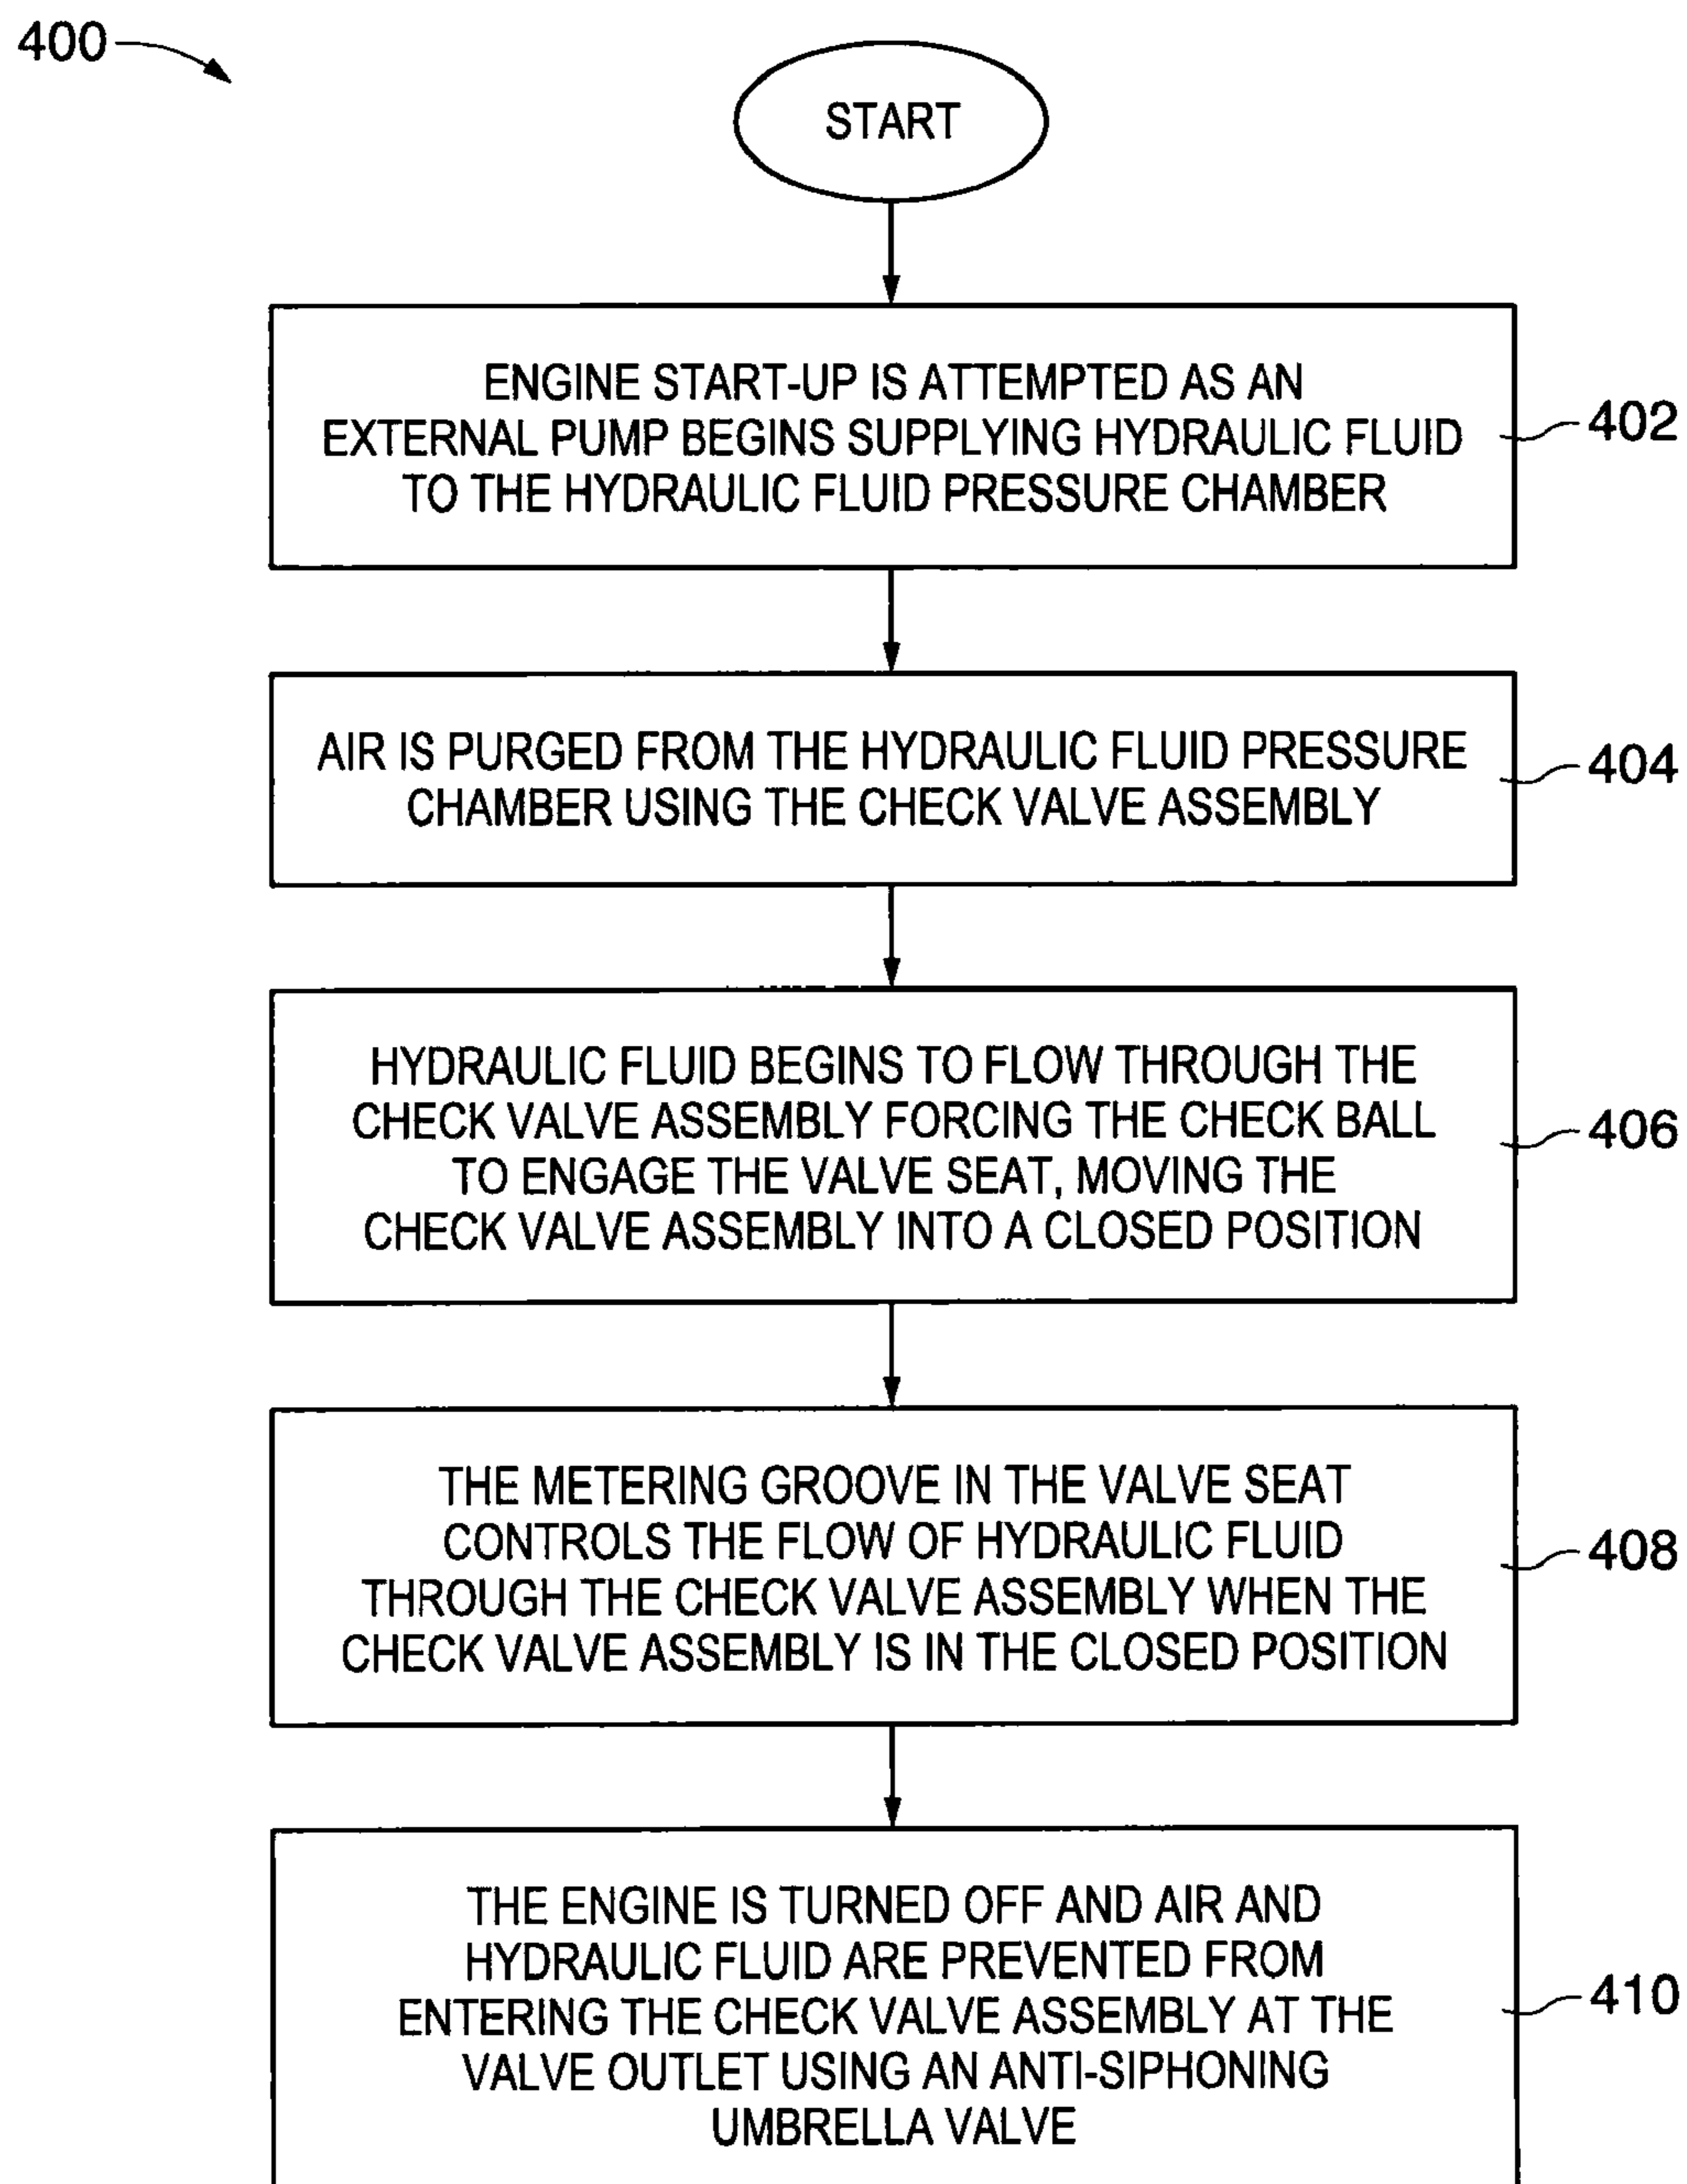 400
START
ENGINE START-UP IS ATTEMPTED AS AN
EXTERNAL PUMP BEGINS SUPPLYING HYDRAULIC FLUID
TO THE HYDRAULIC FLUID PRESSURE CHAMBER
402
AIR IS PURGED FROM THE HYDRAULIC FLUID PRESSURE
CHAMBER USING THE CHECK VALVE ASSEMBLY
404
HYDRAULIC FLUID BEGINS TO FLOW THROUGH THE
CHECK VALVE ASSEMBLY FORCING THE CHECK BALL
TO ENGAGE THE VALVE SEAT, MOVING THE
CHECK VALVE ASSEMBLY INTO A CLOSED POSITION
406
THE METERING GROOVE IN THE VALVE SEAT
CONTROLS THE FLOW OF HYDRAULIC FLUID
THROUGH THE CHECK VALVE ASSEMBLY WHEN THE
CHECK VALVE ASSEMBLY IS IN THE CLOSED POSITION
408
THE ENGINE IS TURNED OFF AND AIR AND
HYDRAULIC FLUID ARE PREVENTED FROM
ENTERING THE CHECK VALVE ASSEMBLY AT THE
VALVE OUTLET USING AN ANTI-SIPHONING
UMBRELLA VALVE
410